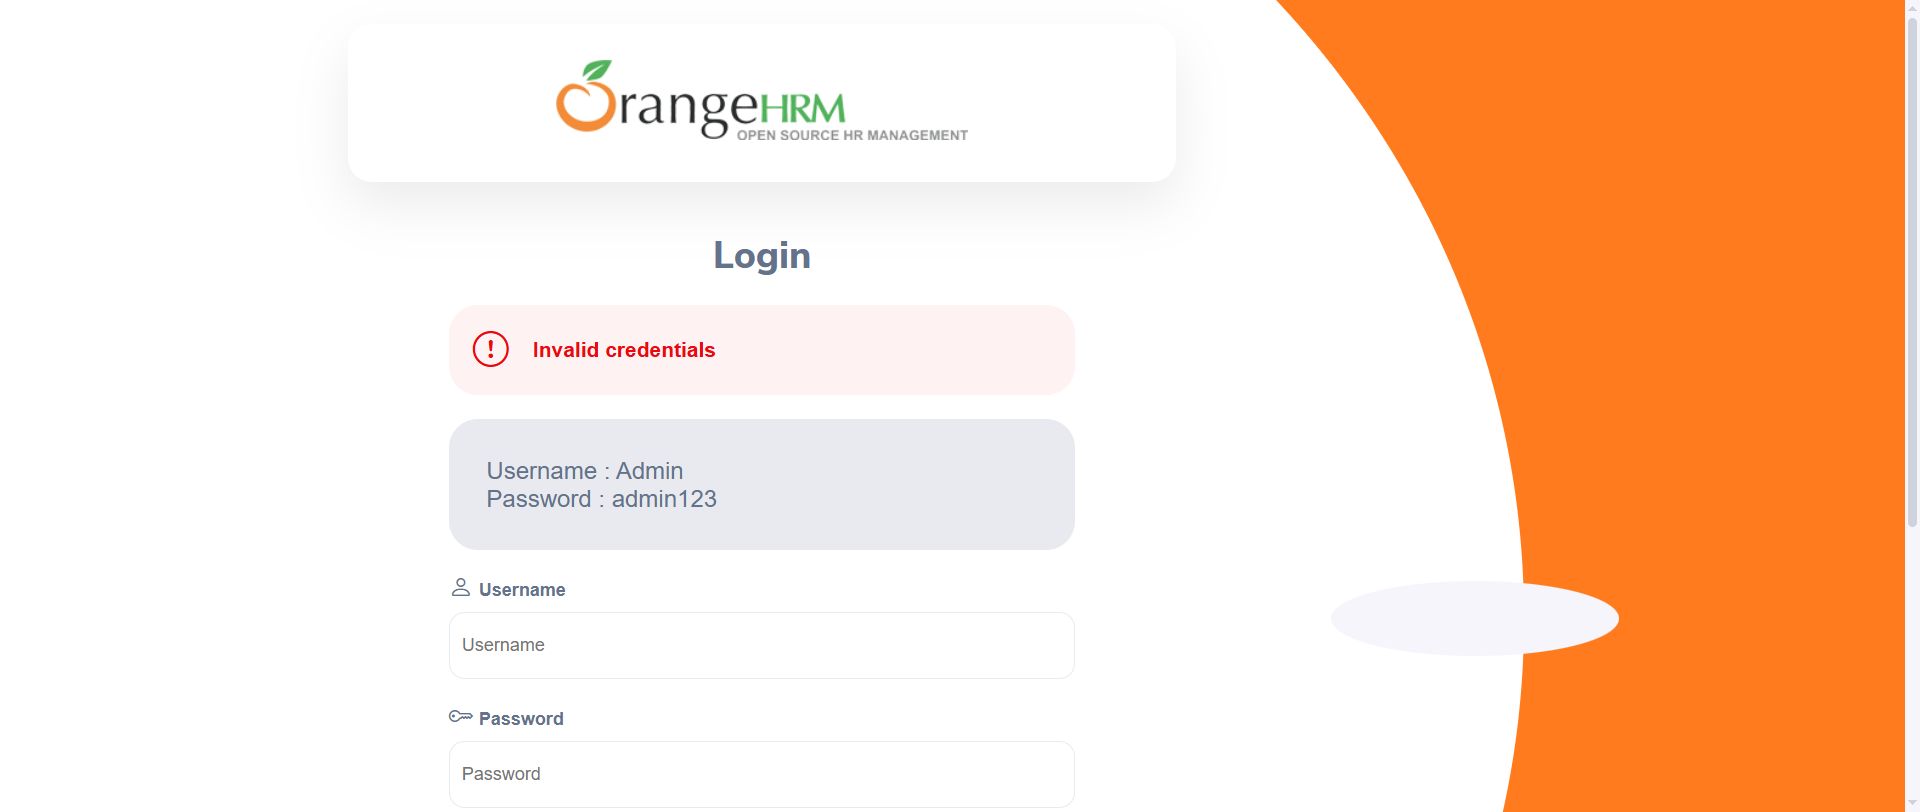 OrangeHRM
OPEN SOURCE HR MANAGEMENT
Login
Invalid credentials
Username : Admin
Password : admin123
Username
Username
Password
Password